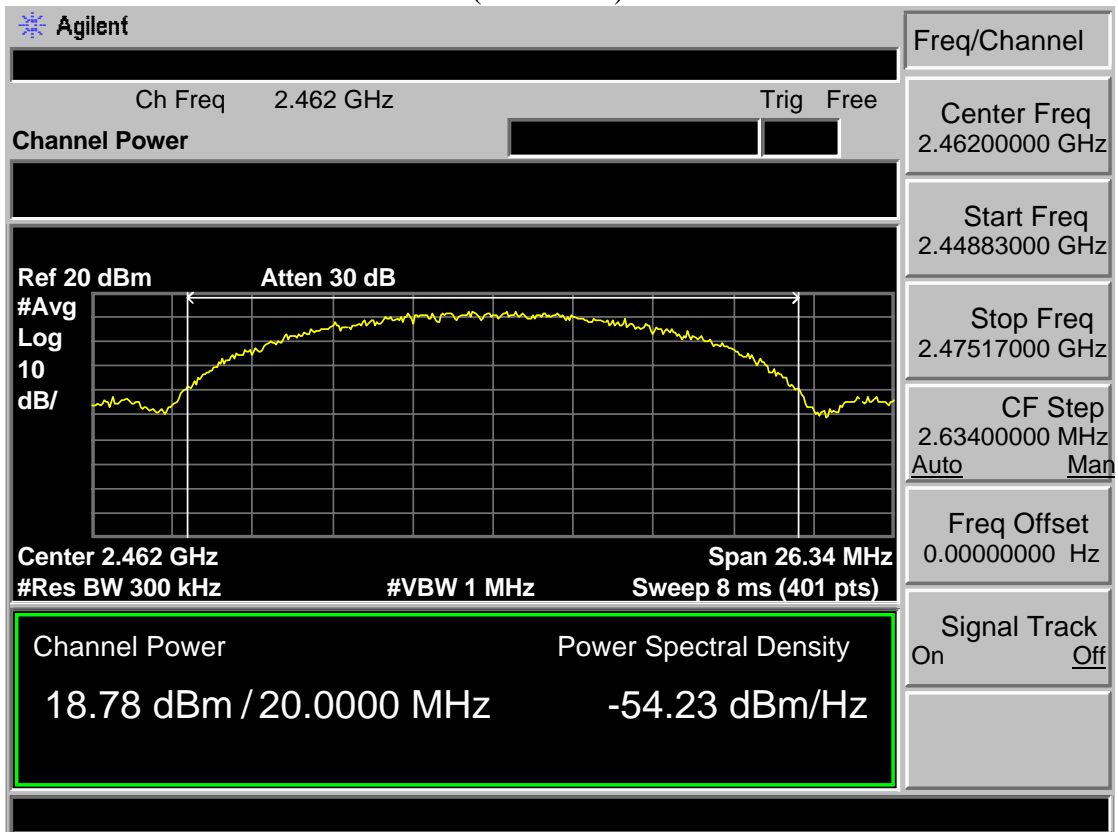 Agilent
Freq/Channel
Ch Freq 2.462 GHz Trig Free
Channel Power
Center Freq
2.46200000 GHz
Start Freq
2.44883000 GHz
Stop Freq
2.47517000 GHz
CF Step
2.63400000 MHz
Auto Man
Freq Offset
0.00000000 Hz
Signal Track
On Off
Ref 20 dBm Atten 30 dB
#Avg
Log
10
dB/
Center 2.462 GHz Span 26.34 MHz
#Res BW 300 kHz #VBW 1 MHz Sweep 8 ms (401 pts)
Channel Power Power Spectral Density
18.78 dBm / 20.0000 MHz -54.23 dBm/Hz